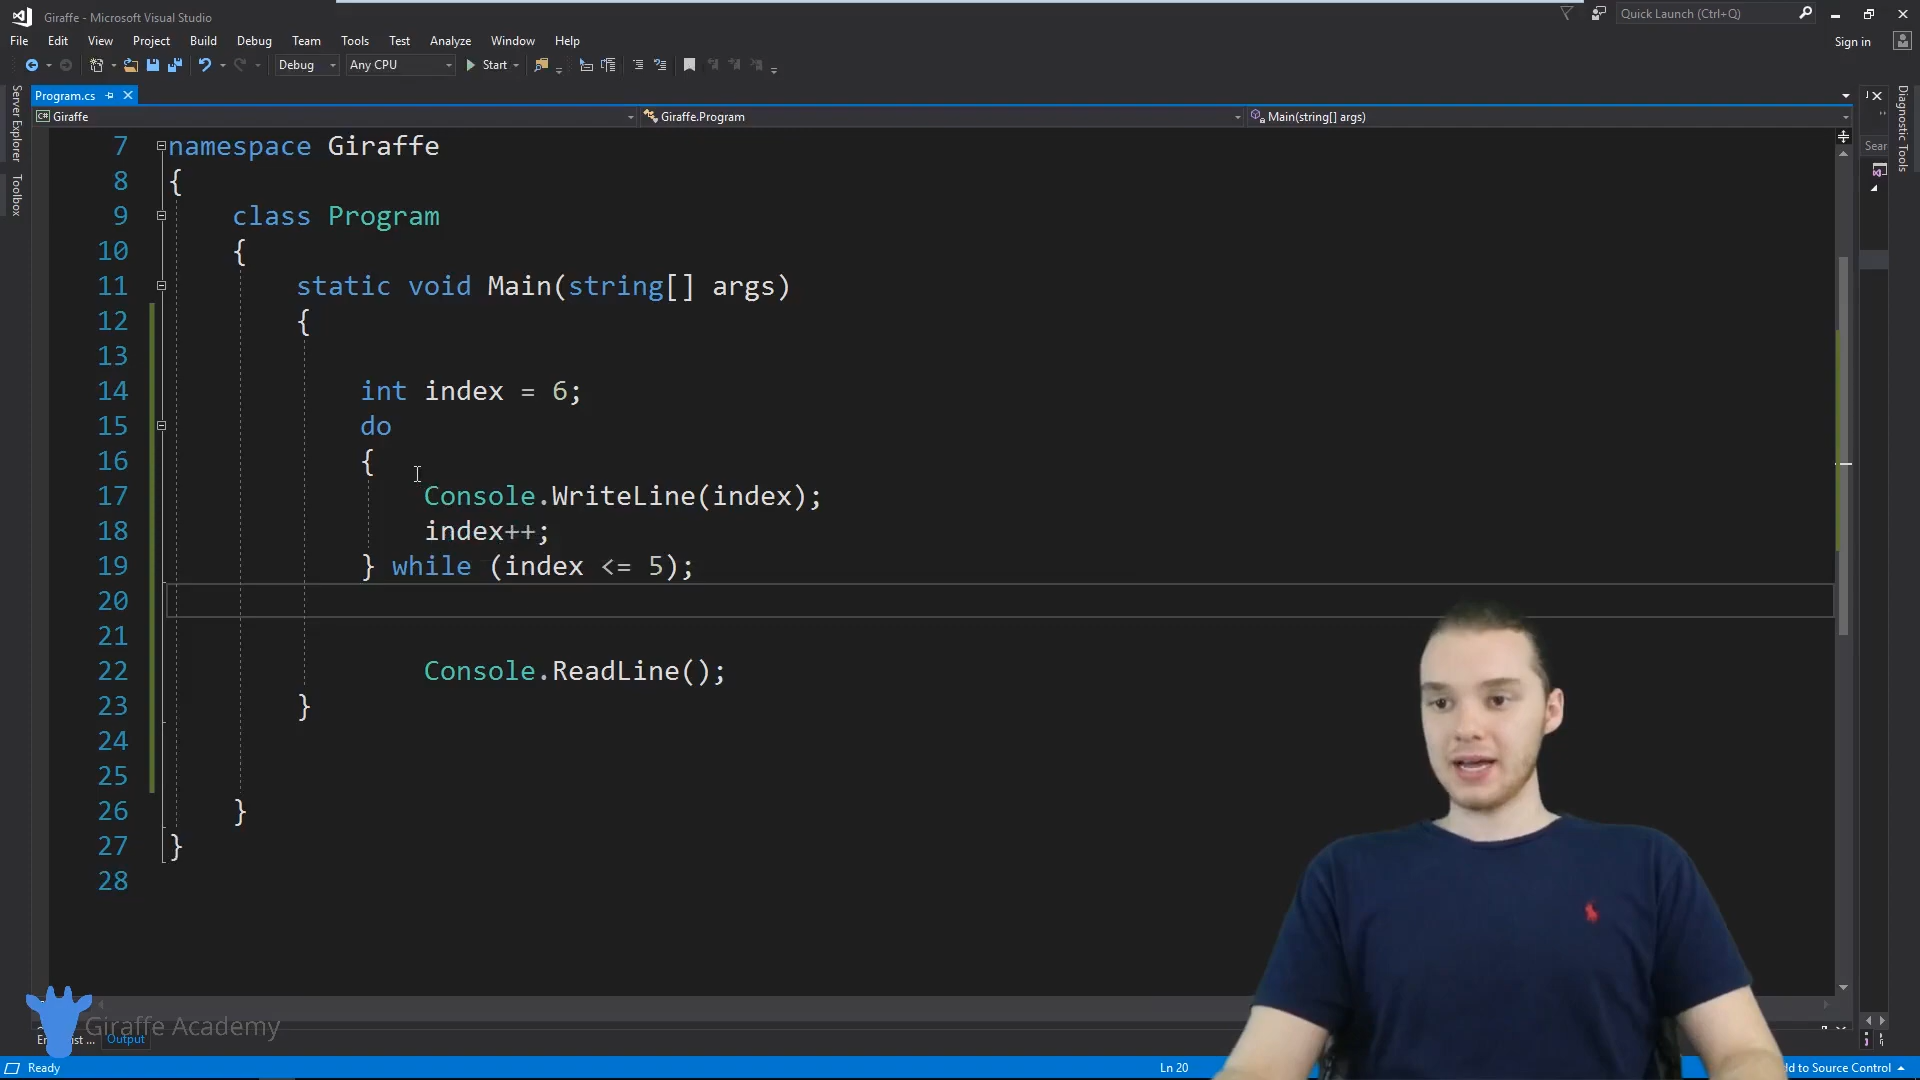 Giraffe - Microsoft Visual Studio
Quick Launch (Ctrl+Q)
File Edit View Project Build Debug Team Tools Test Analyze Window Help
Sign in
Debug Any CPU Start
Server Explorer
Toolbox
Diagnostic Tools
Program.cs
Giraffe
Giraffe.Program
Main(string[] args)
Sear
7 namespace Giraffe
8 {
9 class Program
10 {
11 static void Main(string[] args)
12 {
13
14 int index = 6;
15 do
16 {
17 Console.WriteLine(index);
18 index++;
19 } while (index <= 5);
20
21
22 Console.ReadLine();
23 }
24
25
26 }
27 }
28
Giraffe Academy
Output
Ready
Ln 20
to Source Control